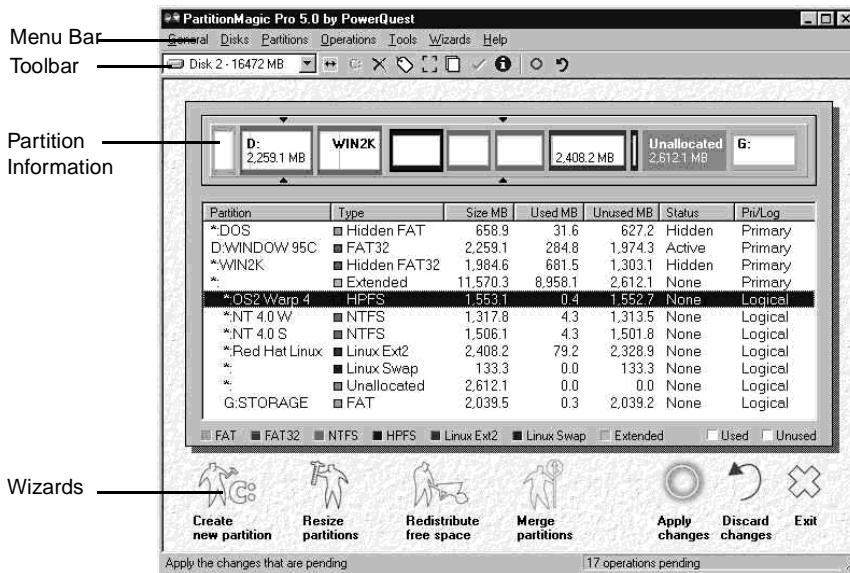 PartitionMagic Pro 5.0 by PowerQuest
Menu Bar
General Disks Partitions Operations Tools Wizards Help
Toolbar
Disk 2 - 16472 MB
Partition Information
D: 2,259.1 MB
WIN2K
2,408.2 MB
Unallocated 2,612.1 MB
G:
Partition Type Size MB Used MB Unused MB Status Pri/Log
*:DOS Hidden FAT 658.9 31.6 627.2 Hidden Primary
D:WINDOW 95C FAT32 2,259.1 284.8 1,974.3 Active Primary
*:WIN2K Hidden FAT32 1,984.6 681.5 1,303.1 Hidden Primary
*: Extended 11,570.3 8,958.1 2,612.1 None Primary
*:OS2 Warp 4 HPFS 1,553.1 0.4 1,552.7 None Logical
*:NT 4.0 W NTFS 1,317.8 4.3 1,313.5 None Logical
*:NT 4.0 S NTFS 1,506.1 4.3 1,501.8 None Logical
*:Red Hat Linux Linux Ext2 2,408.2 79.2 2,328.9 None Logical
*: Linux Swap 133.3 0.0 133.3 None Logical
*: Unallocated 2,612.1 0.0 0.0 None Logical
G:STORAGE FAT 2,039.5 0.3 2,039.2 None Logical
FAT FAT32 NTFS HPFS Linux Ext2 Linux Swap Extended Used Unused
Wizards
C:
Create new partition
Resize partitions
Redistribute free space
Merge partitions
Apply changes
Discard changes
Exit
Apply the changes that are pending
17 operations pending